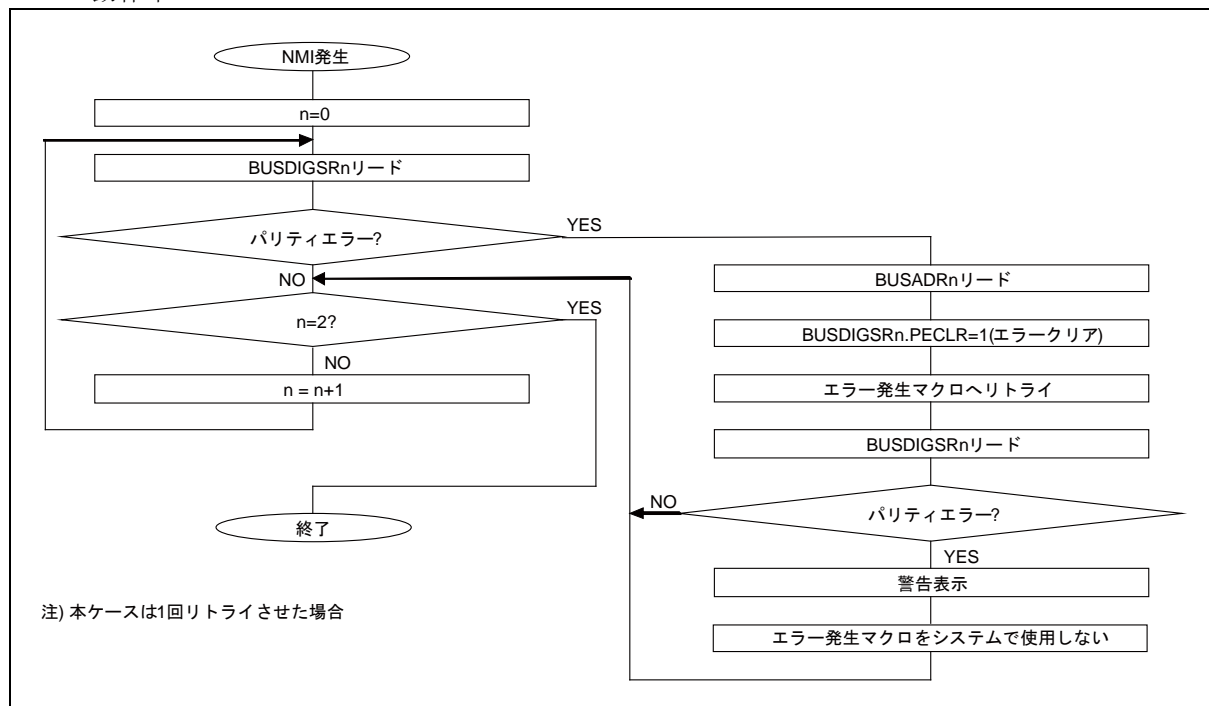 NMI発生
n=0
BUSDIGSRnリード
パリティエラー?
YES
NO
n=2?
YES
NO
n = n+1
終了
BUSADRnリード
BUSDIGSRn.PECLR=1(エラークリア)
エラー発生マクロへリトライ
BUSDIGSRnリード
パリティエラー?
NO
YES
警告表示
エラー発生マクロをシステムで使用しない
注) 本ケースは1回リトライさせた場合